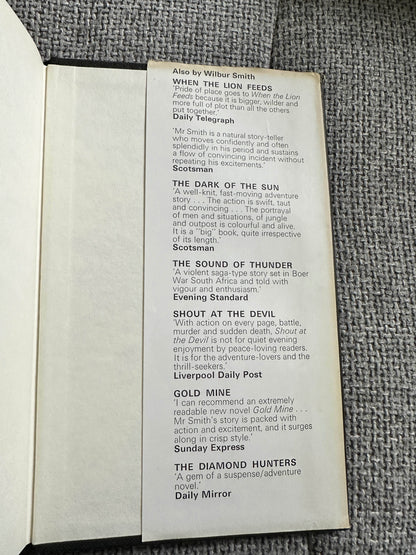 Also by Wilbur Smith
WHEN THE LION FEEDS
'Pride of place goes to When the Lion
Feeds because it is bigger, wilder and
more full of plot than all the others
put together.'
Daily Telegraph
'Mr Smith is a natural story-teller
who moves confidently and often
splendidly in his period and sustains
a flow of convincing incident without
repeating his excitements.'
Scotsman
THE DARK OF THE SUN
'A well-knit, fast-moving adventure
story . . . The action is swift, taut
and convincing . . . The portrayal
of men and situations, of jungle
and outpost is colourful and alive.
It is a "big" book, quite irrespective
of its length.'
Scotsman
THE SOUND OF THUNDER
'A violent saga-type story set in Boer
War South Africa and told with
vigour and enthusiasm.'
Evening Standard
SHOUT AT THE DEVIL
'With action on every page, battle,
murder and sudden death, Shout at
the Devil is not for quiet evening
enjoyment by peace-loving readers.
It is for the adventure-lovers and the
thrill-seekers.'
Liverpool Daily Post
GOLD MINE
'I can recommend an extremely
readable new novel Gold Mine . . .
Mr Smith's story is packed with
action and excitement, and it surges
along in crisp style.'
Sunday Express
THE DIAMOND HUNTERS
'A gem of a suspense/adventure
novel.'
Daily Mirror